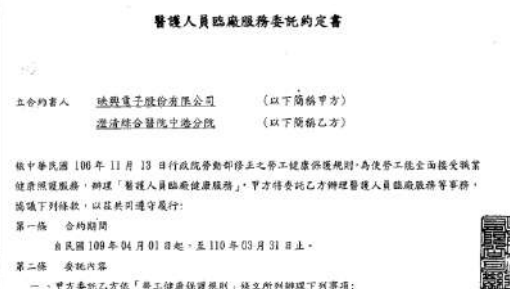 醫護人員臨廠服務委託約定書
立合約書人 映興電子股份有限公司 (以下簡稱甲方)
澄清綜合醫院中港分院 (以下簡稱乙方)
依中華民國 106 年 11 月 13 日行政院勞動部修正之勞工健康保護規則,為使勞工能全面接受職業
健康照護服務,辦理「醫護人員臨廠健康服務」。甲方特委託乙方辦理醫護人員臨廠服務等事務,
協議下列條款,以茲共同遵守履行:
第一條 合約期間
自民國 109 年 04 月 01 日起,至 110 年 03 月 31 日止。
第二條 委託內容
一、甲方委託乙方依「勞工健康保護規則」條文所列辦理下列事項: